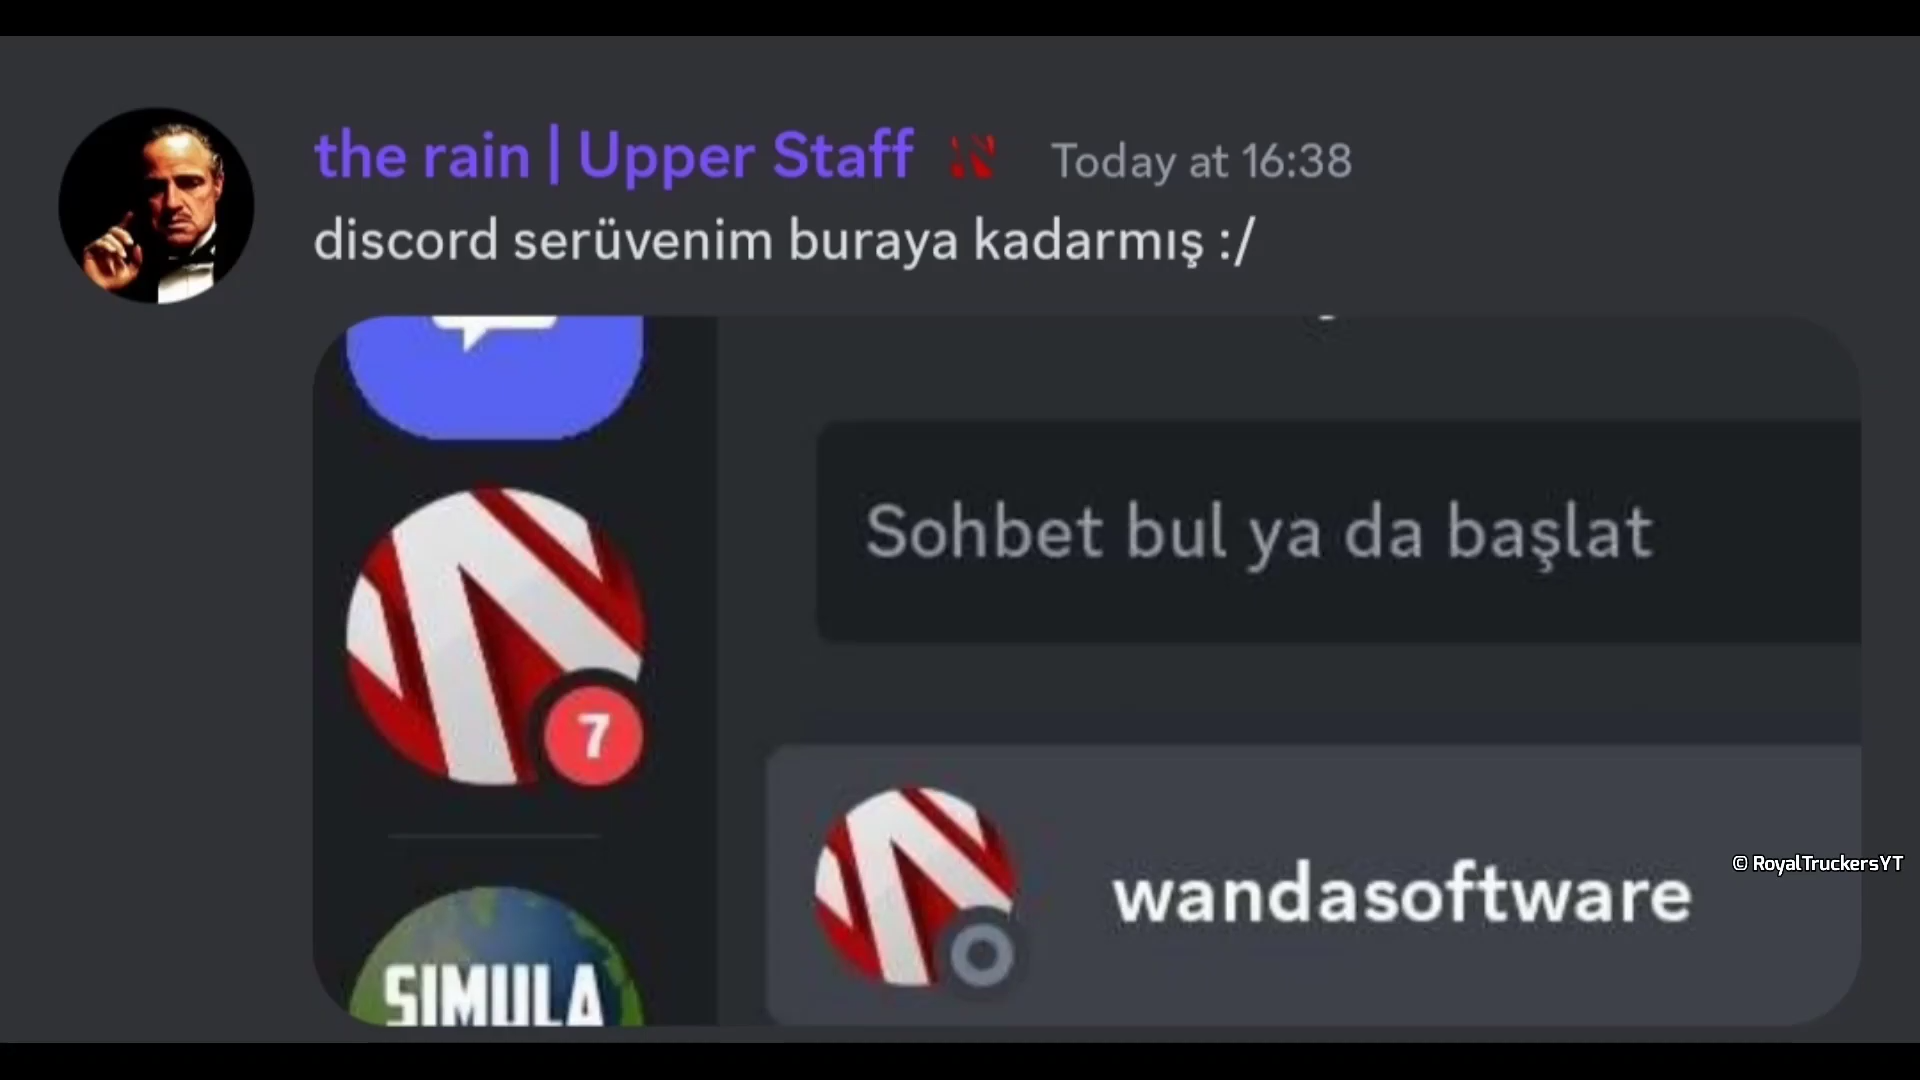 the rain | Upper Staff Today at 16:38
discord serüvenim buraya kadarmış :/
Sohbet bul ya da başlat
7
wandasoftware
© RoyalTruckersYT
SIMULA